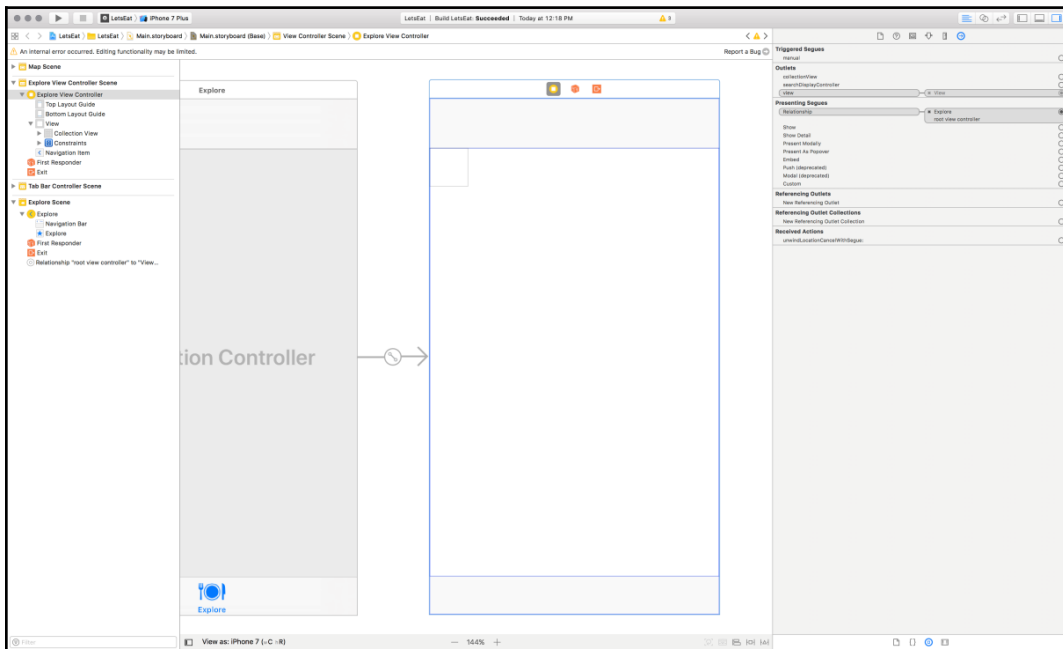 LetsEat
iPhone 7 Plus
LetsEat | Build LetsEat: Succeeded | Today at 12:18 PM
3
LetsEat
LetsEat
Main.storyboard
Main.storyboard (Base)
View Controller Scene
Explore View Controller
An internal error occurred. Editing functionality may be limited.
Report a Bug
Map Scene
Explore View Controller Scene
Explore View Controller
Top Layout Guide
Bottom Layout Guide
View
Collection View
Constraints
Navigation Item
First Responder
Exit
Tab Bar Controller Scene
Explore Scene
Explore
Navigation Bar
Explore
First Responder
Exit
Relationship "root view controller" to "View...
Filter
Explore
tion Controller
Explore
View as: iPhone 7 (wC hR)
144%
Triggered Segues
manual
Outlets
collectionView
searchDisplayController
view
View
Presenting Segues
Relationship
Explore
root view controller
Show
Show Detail
Present Modally
Present As Popover
Embed
Push (deprecated)
Modal (deprecated)
Custom
Referencing Outlets
New Referencing Outlet
Referencing Outlet Collections
New Referencing Outlet Collection
Received Actions
unwindLocationCancelWithSegue: